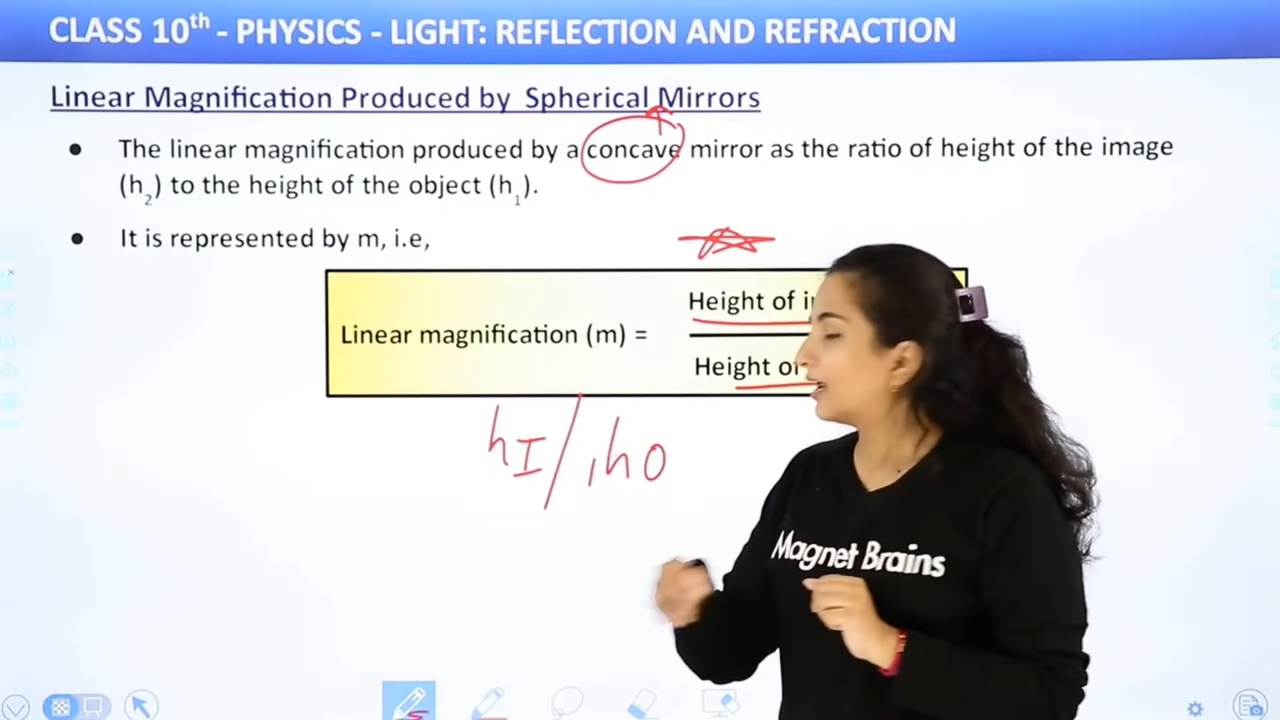 CLASS 10th - PHYSICS - LIGHT: REFLECTION AND REFRACTION
Linear Magnification Produced by Spherical Mirrors
• The linear magnification produced by a concave mirror as the ratio of height of the image
(h2) to the height of the object (h1).
• It is represented by m, i.e,
Height of
Linear magnification (m) =
Height
hI/hO
Magnet Brains